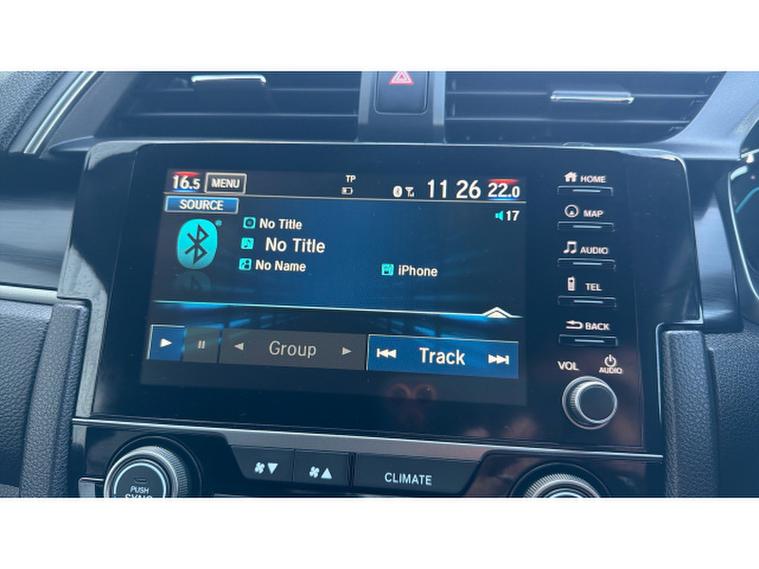 16.5 MENU TP 11 26 22.0
SOURCE 17
No Title
No Title
No Name iPhone
Group Track
HOME
MAP
AUDIO
TEL
BACK
VOL AUDIO
PUSH
SYNC
CLIMATE